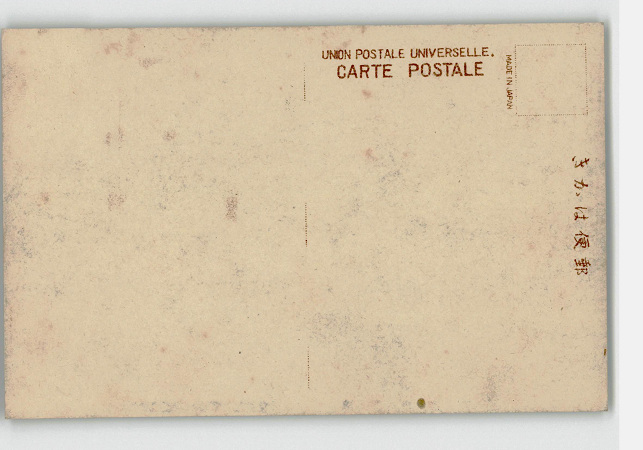 UNION POSTALE UNIVERSELLE.
CARTE POSTALE
MADE IN JAPAN
郵便はかき